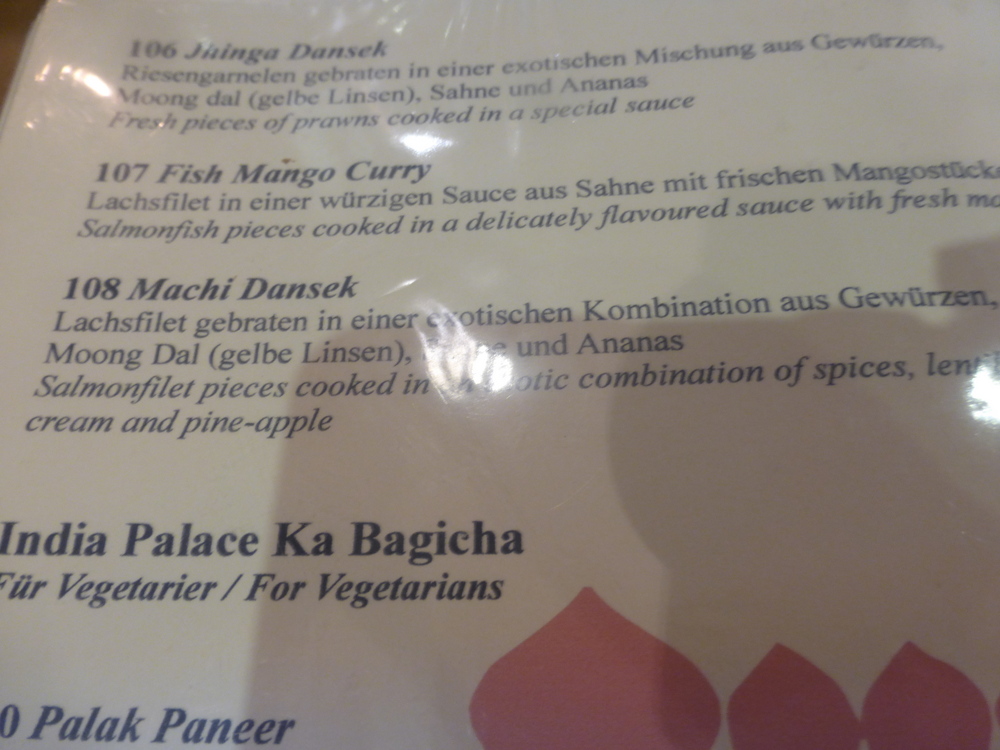 106 Jhinga Dansek
Riesengarnelen gebraten in einer exotischen Mischung aus Gewürzen,
Moong dal (gelbe Linsen), Sahne und Ananas
Fresh pieces of prawns cooked in a special sauce
107 Fish Mango Curry
Lachsfilet in einer würzigen Sauce aus Sahne mit frischen
Salmonfish pieces cooked in a delicately flavoured sauce with fresh
108 Machi Dansek
Lachsfilet gebraten in einer exotischen Kombination aus Gewürzen,
Moong Dal (gelbe Linsen), Sahne und Ananas
Salmonfilet pieces cooked in exotic combination of spices,
cream and pine-apple
India Palace Ka Bagicha
Für Vegetarier / For Vegetarians
0 Palak Paneer